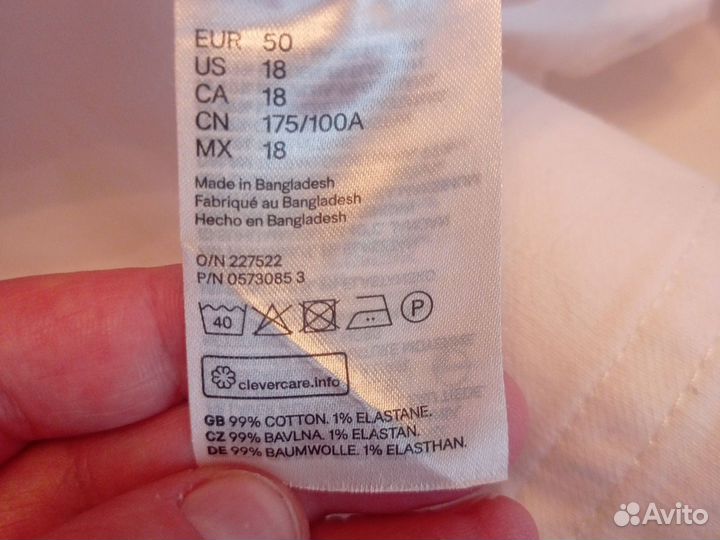 EUR 50
US 18
CA 18
CN 175/100A
MX 18
Made in Bangladesh
Fabriqué au Bangladesh
Hecho en Bangladesh
O/N 227522
P/N 0573085 3
40 P
clevercare.info
GB 99% COTTON. 1% ELASTANE.
CZ 99% BAVLNA. 1% ELASTAN.
DE 99% BAUMWOLLE. 1% ELASTHAN.
Avito